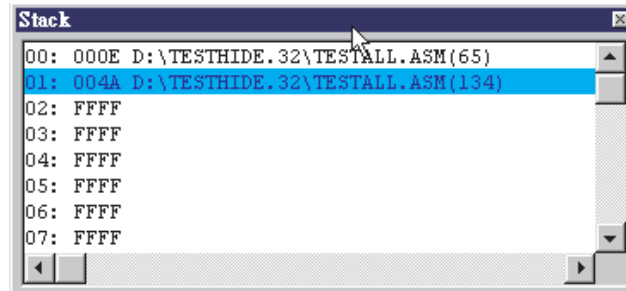 Stack
00: 000E D:\TESTHIDE.32\TESTALL.ASM(65)
01: 004A D:\TESTHIDE.32\TESTALL.ASM(134)
02: FFFF
03: FFFF
04: FFFF
05: FFFF
06: FFFF
07: FFFF